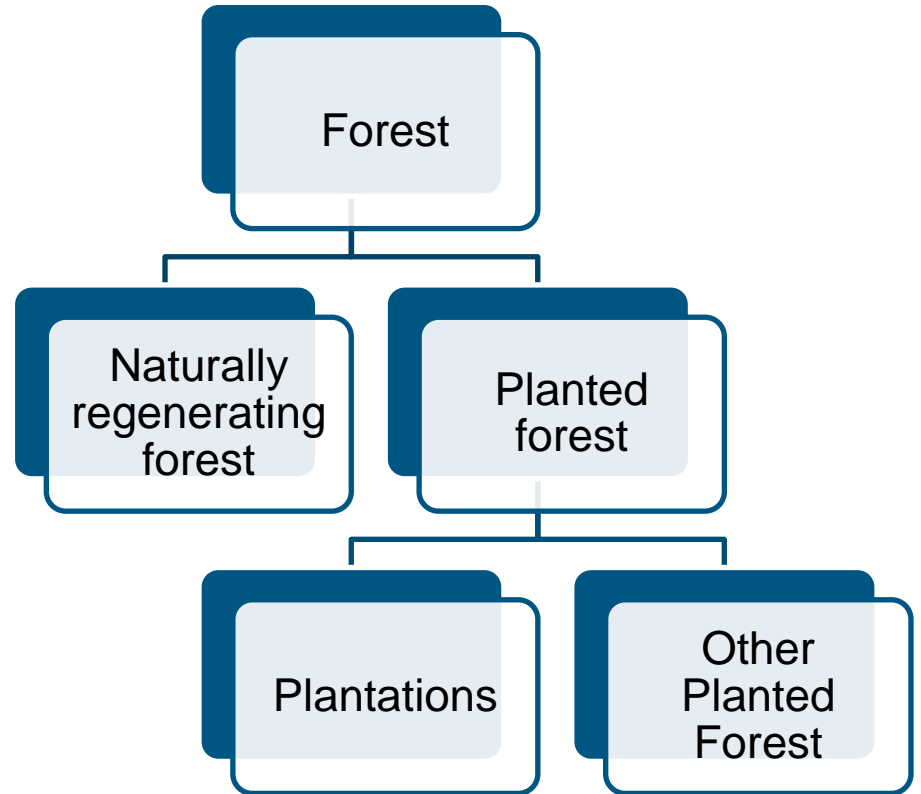 Forest
Naturally
regenerating
forest
Planted
forest
Plantations
Other
Planted
Forest